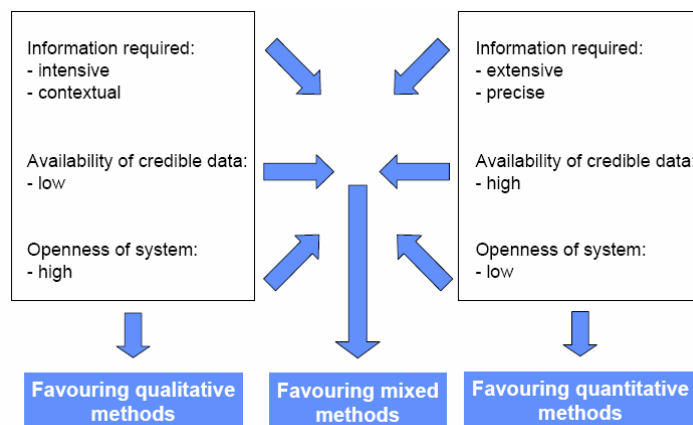 Information required:
- intensive
- contextual
Availability of credible data:
- low
Openness of system:
- high
Information required:
- extensive
- precise
Availability of credible data:
- high
Openness of system:
- low
Favouring qualitative
methods
Favouring mixed
methods
Favouring quantitative
methods